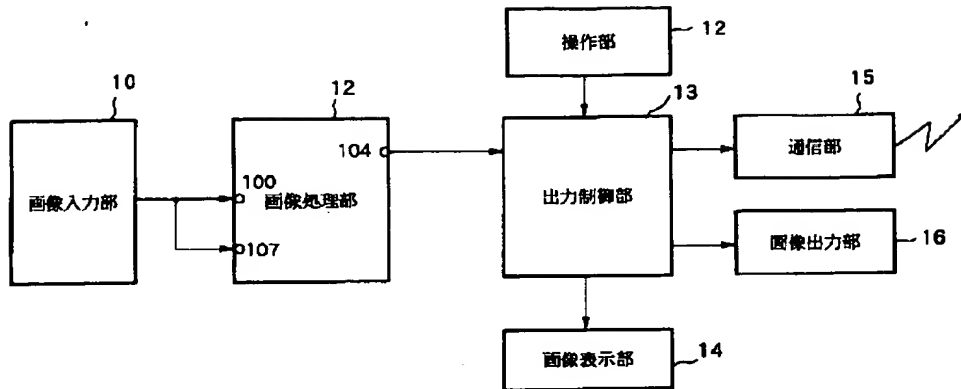 操作部
12
10
12
13
15
104
通信部
100
画像入力部
画像処理部
出力制御部
107
画像出力部
16
画像表示部
14